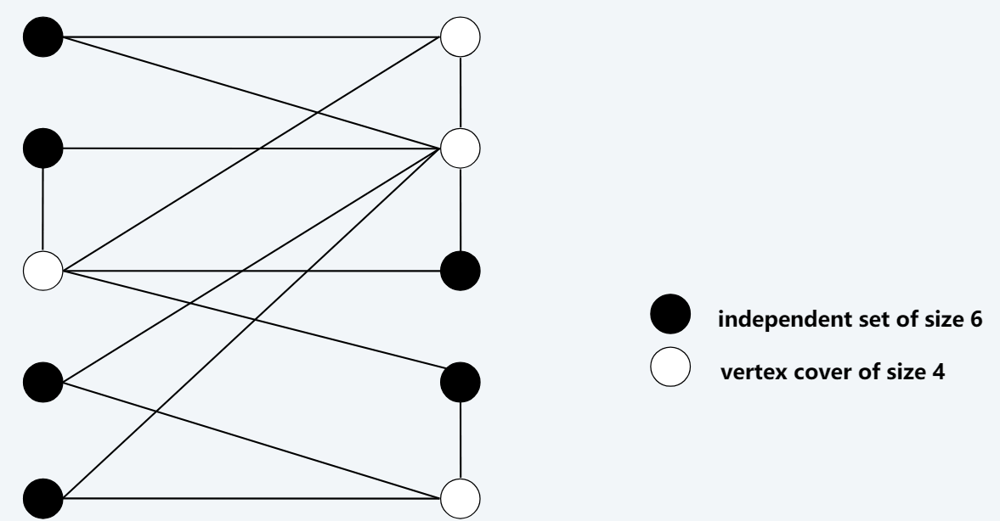 independent set of size 6
vertex cover of size 4